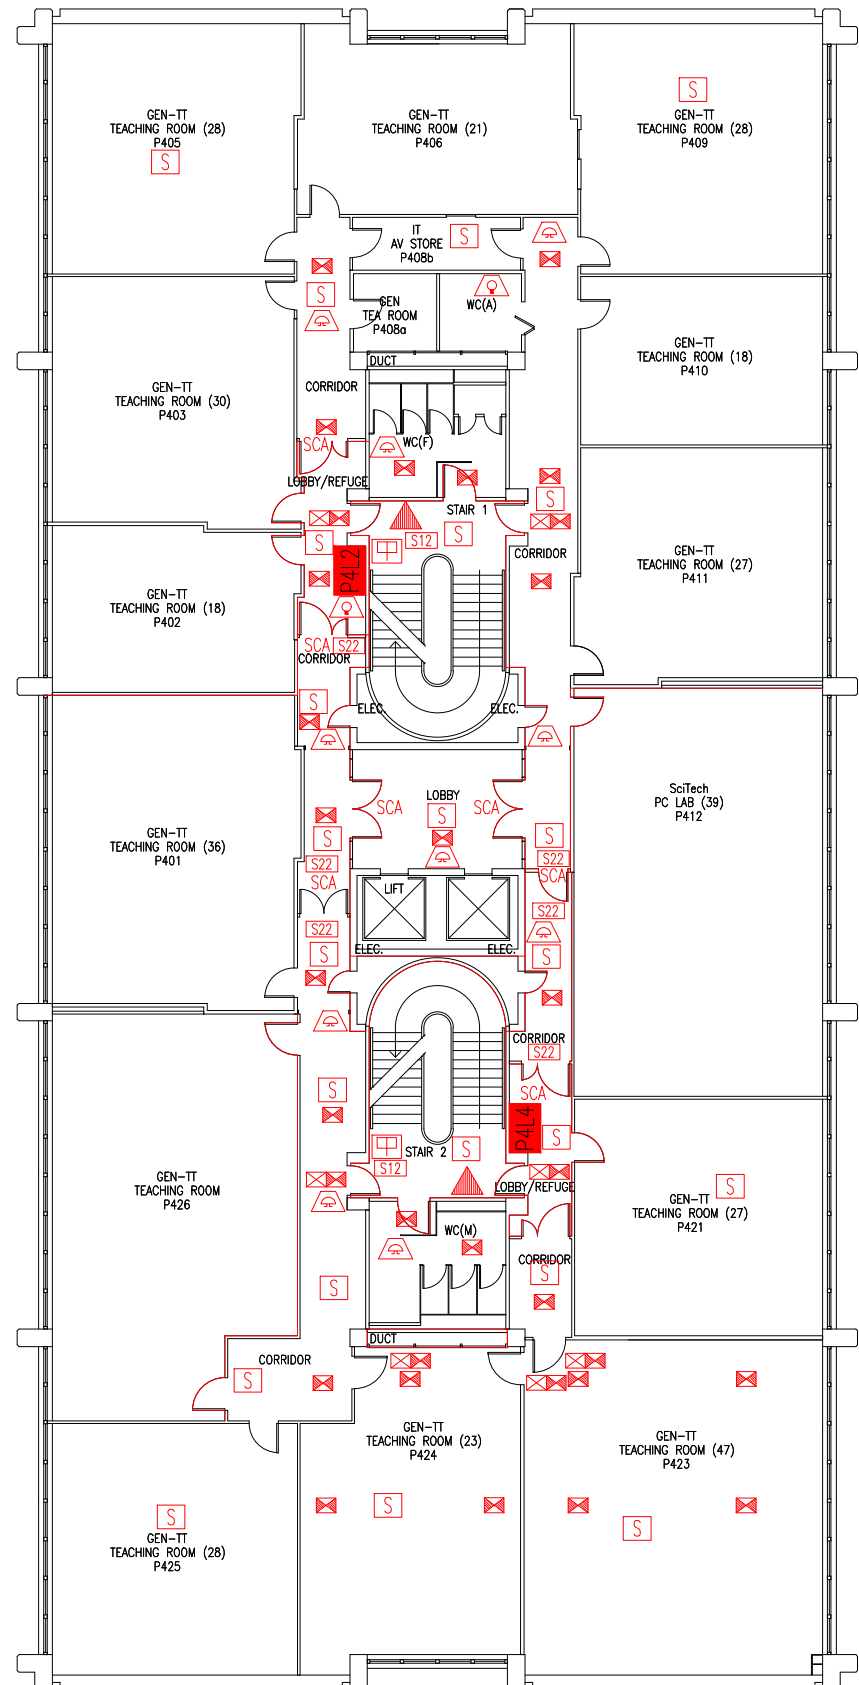 GEN-TT
TEACHING ROOM (28)
P405
S
GEN-TT
TEACHING ROOM (21)
P406
S
GEN-TT
TEACHING ROOM (28)
P409
IT
AV STORE
P408b
S
S
GEN
TEA ROOM
P408a
WC(A)
DUCT
GEN-TT
TEACHING ROOM (18)
P410
GEN-TT
TEACHING ROOM (30)
P403
CORRIDOR
SCA
WC(F)
LOBBY/REFUGE
STAIR 1
S
S12
S
S
CORRIDOR
P4L2
GEN-TT
TEACHING ROOM (27)
P411
GEN-TT
TEACHING ROOM (18)
P402
SCA
S22
CORRIDOR
S
ELEC.
ELEC.
SciTech
PC LAB (39)
P412
LOBBY
SCA
S
SCA
GEN-TT
TEACHING ROOM (36)
P401
S
S
S22
S22
SCA
SCA
LIFT
S22
S22
S
S
ELEC.
ELEC.
CORRIDOR
S22
S
SCA
P4L4
S
STAIR 2
S
S12
GEN-TT
TEACHING ROOM
P426
LOBBY/REFUGE
S
GEN-TT
TEACHING ROOM (27)
P421
WC(M)
CORRIDOR
S
S
DUCT
CORRIDOR
S
GEN-TT
TEACHING ROOM (23)
P424
GEN-TT
TEACHING ROOM (47)
P423
S
S
S
GEN-TT
TEACHING ROOM (28)
P425